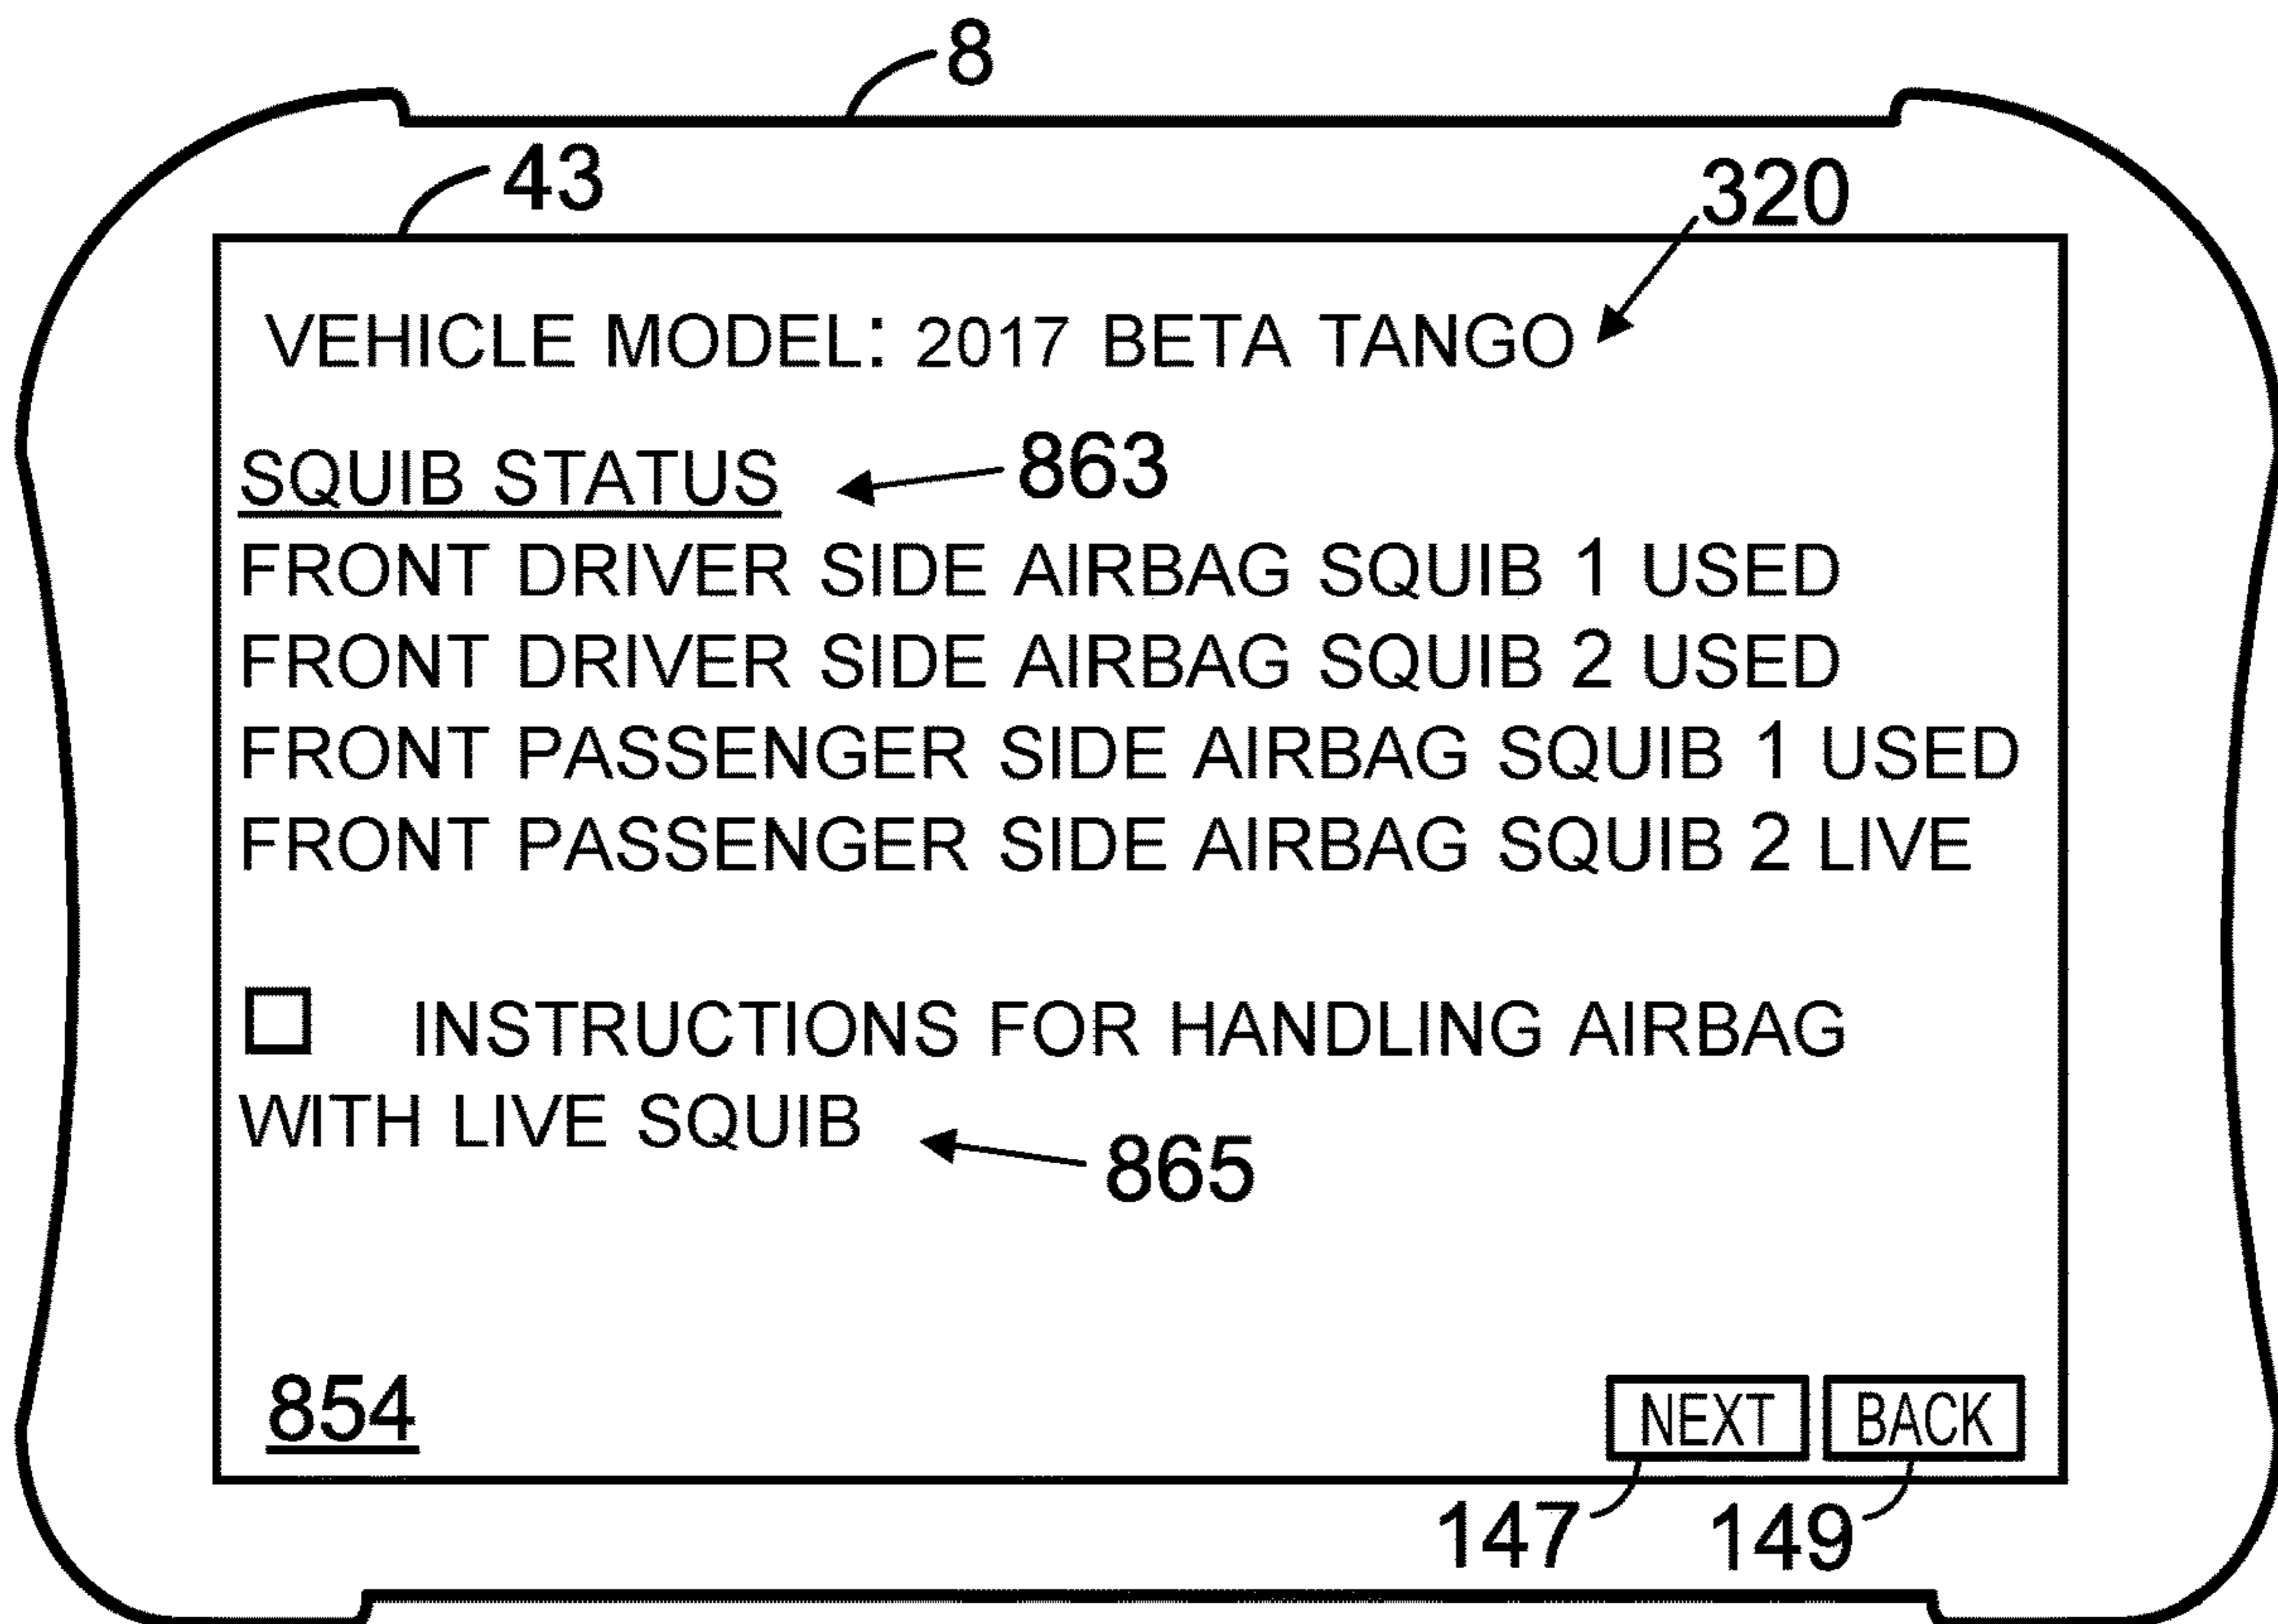 8
43
320
VEHICLE MODEL: 2017 BETA TANGO
SQUIB STATUS
863
FRONT DRIVER SIDE AIRBAG SQUIB 1 USED
FRONT DRIVER SIDE AIRBAG SQUIB 2 USED
FRONT PASSENGER SIDE AIRBAG SQUIB 1 USED
FRONT PASSENGER SIDE AIRBAG SQUIB 2 LIVE
INSTRUCTIONS FOR HANDLING AIRBAG
WITH LIVE SQUIB
865
854
NEXT
BACK
147
149